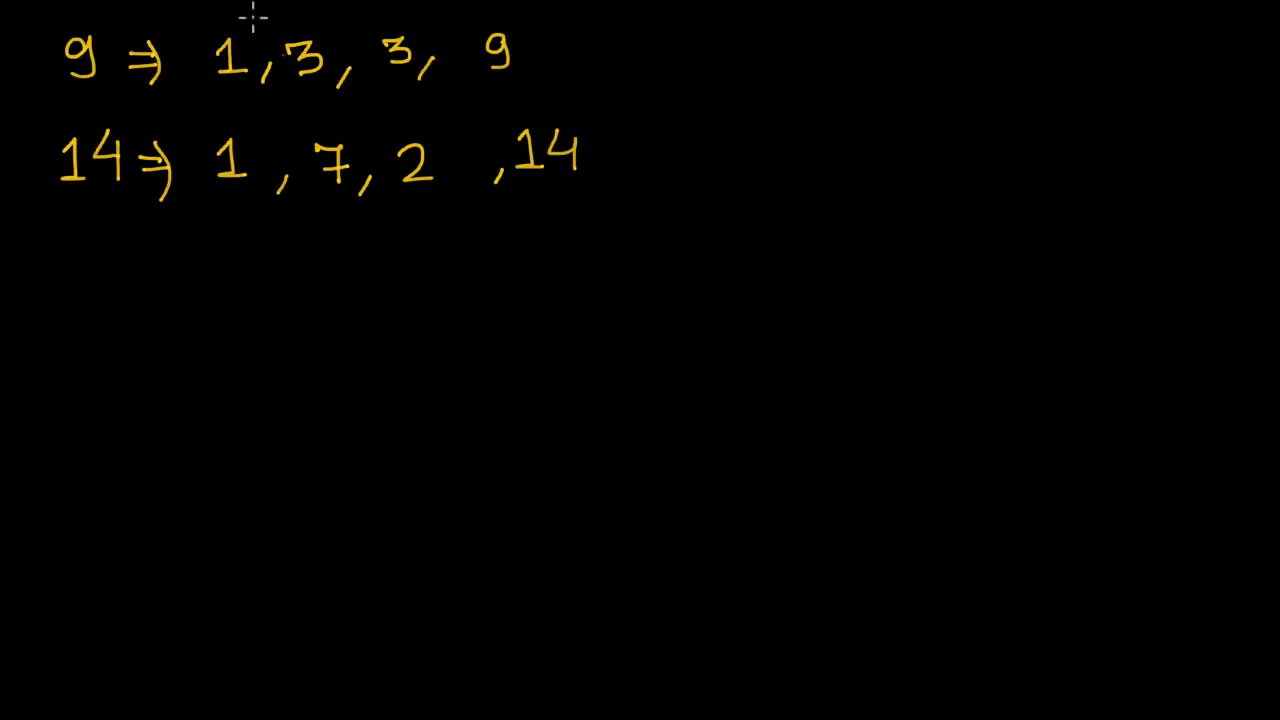 9 ⇒ 1, 3, 3, 9
14 ⇒ 1, 7, 2, 14